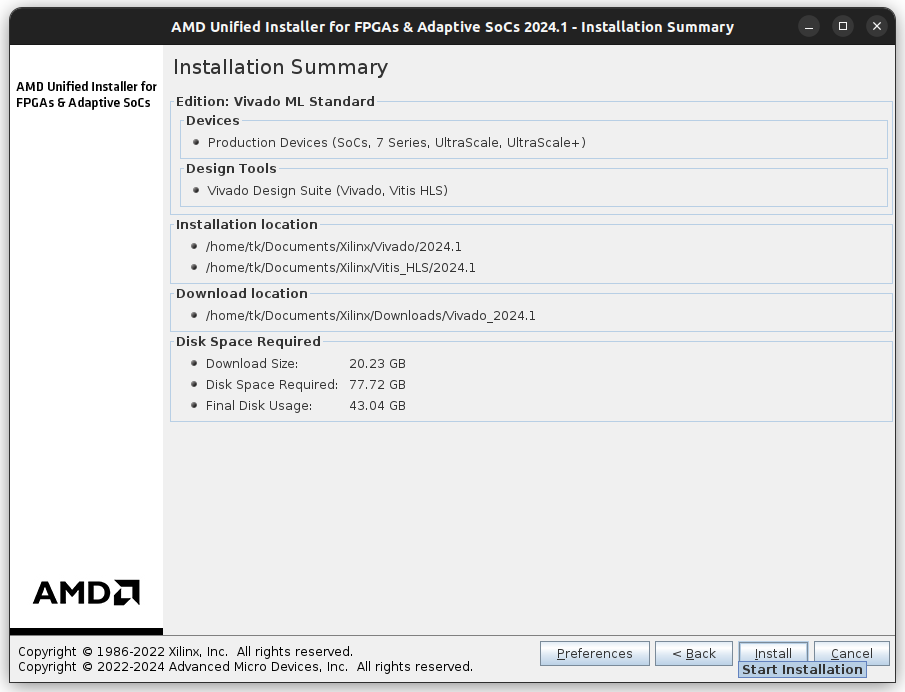 AMD Unified Installer for FPGAs & Adaptive SoCs 2024.1 - Installation Summary
AMD Unified Installer for
FPGAs & Adaptive SoCs
Installation Summary
Edition: Vivado ML Standard
Devices
Production Devices (SoCs, 7 Series, UltraScale, UltraScale+)
Design Tools
Vivado Design Suite (Vivado, Vitis HLS)
Installation location
/home/tk/Documents/Xilinx/Vivado/2024.1
/home/tk/Documents/Xilinx/Vitis_HLS/2024.1
Download location
/home/tk/Documents/Xilinx/Downloads/Vivado_2024.1
Disk Space Required
Download Size: 20.23 GB
Disk Space Required: 77.72 GB
Final Disk Usage: 43.04 GB
AMD
Copyright © 1986-2022 Xilinx, Inc. All rights reserved.
Copyright © 2022-2024 Advanced Micro Devices, Inc. All rights reserved.
Preferences
< Back
Install
Cancel
Start Installation